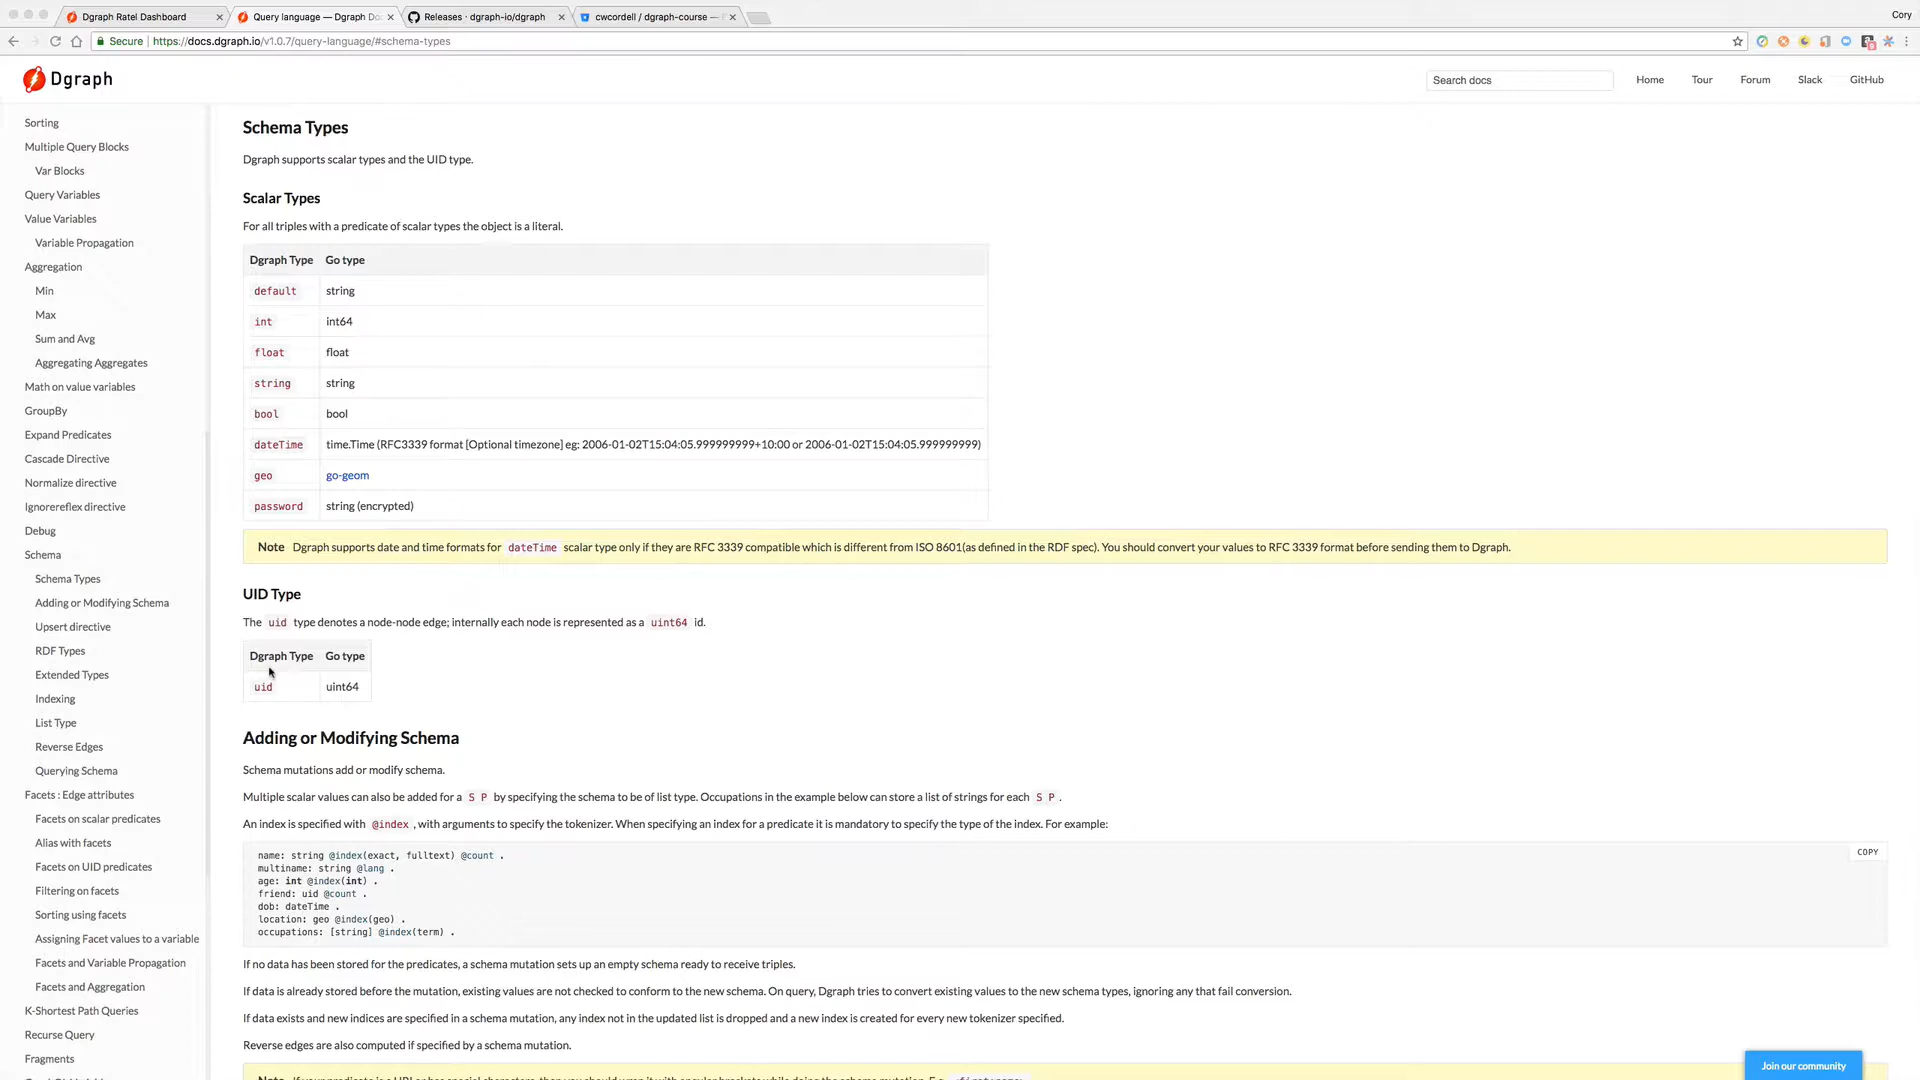 Dgraph Ratel Dashboard
Query language — Dgraph Do
Releases · dgraph-io/dgraph
cwcordell / dgraph-course —
Cory
Secure
https://docs.dgraph.io/v1.0.7/query-language/#schema-types
Dgraph
Search docs
Home
Tour
Forum
Slack
GitHub
Sorting
Multiple Query Blocks
Var Blocks
Query Variables
Value Variables
Variable Propagation
Aggregation
Min
Max
Sum and Avg
Aggregating Aggregates
Math on value variables
GroupBy
Expand Predicates
Cascade Directive
Normalize directive
Ignorereflex directive
Debug
Schema
Schema Types
Adding or Modifying Schema
Upsert directive
RDF Types
Extended Types
Indexing
List Type
Reverse Edges
Querying Schema
Facets : Edge attributes
Facets on scalar predicates
Alias with facets
Facets on UID predicates
Filtering on facets
Sorting using facets
Assigning Facet values to a variable
Facets and Variable Propagation
Facets and Aggregation
K-Shortest Path Queries
Recurse Query
Fragments
Schema Types
Dgraph supports scalar types and the UID type.
Scalar Types
For all triples with a predicate of scalar types the object is a literal.
Dgraph Type Go type
default string
int int64
float float
string string
bool bool
dateTime time.Time (RFC3339 format [Optional timezone] eg: 2006-01-02T15:04:05.999999999+10:00 or 2006-01-02T15:04:05.999999999)
geo go-geom
password string (encrypted)
Note Dgraph supports date and time formats for dateTime scalar type only if they are RFC 3339 compatible which is different from ISO 8601(as defined in the RDF spec). You should convert your values to RFC 3339 format before sending them to Dgraph.
UID Type
The uid type denotes a node-node edge; internally each node is represented as a uint64 id.
Dgraph Type Go type
uid uint64
Adding or Modifying Schema
Schema mutations add or modify schema.
Multiple scalar values can also be added for a S P by specifying the schema to be of list type. Occupations in the example below can store a list of strings for each S P .
An index is specified with @index , with arguments to specify the tokenizer. When specifying an index for a predicate it is mandatory to specify the type of the index. For example:
COPY
name: string @index(exact, fulltext) @count .
multiname: string @lang .
age: int @index(int) .
friend: uid @count .
dob: dateTime .
location: geo @index(geo) .
occupations: [string] @index(term) .
If no data has been stored for the predicates, a schema mutation sets up an empty schema ready to receive triples.
If data is already stored before the mutation, existing values are not checked to conform to the new schema. On query, Dgraph tries to convert existing values to the new schema types, ignoring any that fail conversion.
If data exists and new indices are specified in a schema mutation, any index not in the updated list is dropped and a new index is created for every new tokenizer specified.
Reverse edges are also computed if specified by a schema mutation.
Join our community